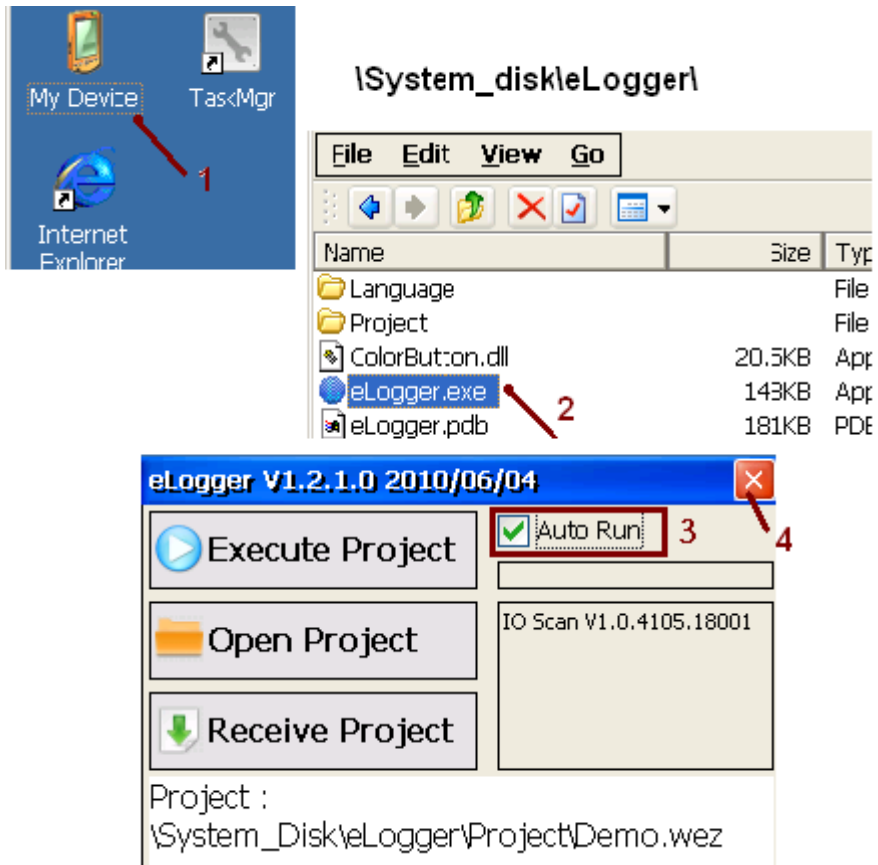 My Device TaskMgr
1
Internet
Explorer
\System_disk\eLogger\
File Edit View Go
Name Size Typ
Language File
Project File
ColorButton.dll 20.5KB App
eLogger.exe 143KB App
2
eLogger.pdb 181KB PDB
eLogger V1.2.1.0 2010/06/04
Execute Project
Auto Run 3
4
Open Project
IO Scan V1.0.4105.18001
Receive Project
Project :
\System_Disk\eLogger\Project\Demo.wez